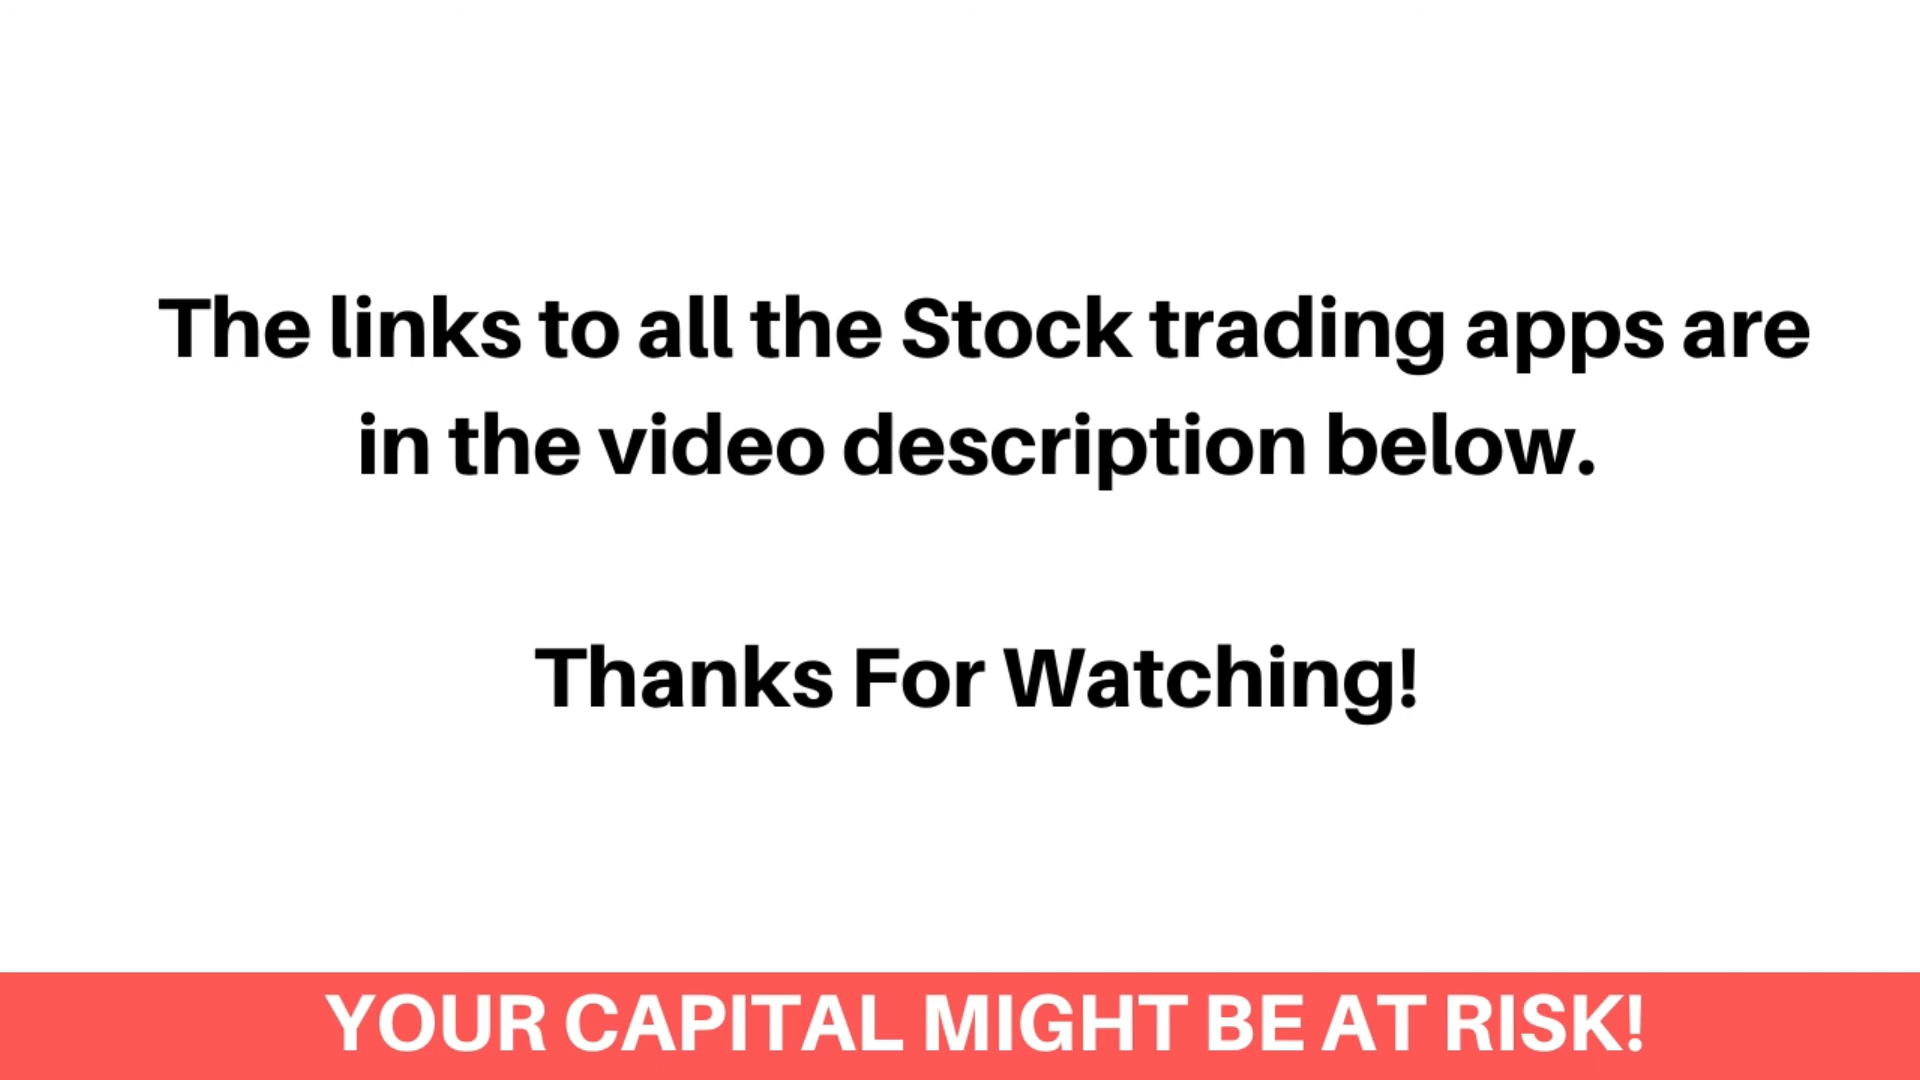 The links to all the Stock trading apps are
in the video description below.
Thanks For Watching!
YOUR CAPITAL MIGHT BE AT RISK!